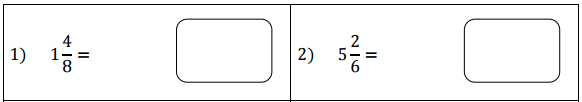 1) 1 4/8 =
2) 5 2/6 =